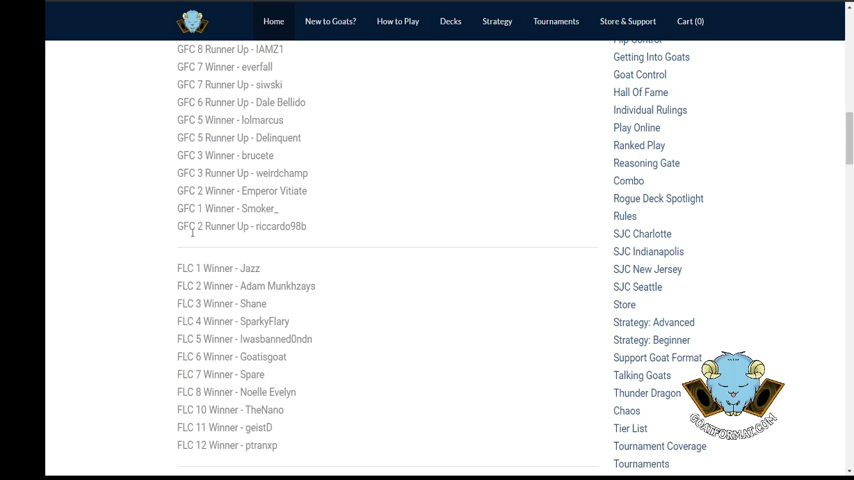 Home
New to Goats?
How to Play
Decks
Strategy
Tournaments
Store & Support
Cart (0)
GFC 8 Runner Up - IAMZ1
GFC 7 Winner - everfall
GFC 7 Runner Up - siwski
GFC 6 Runner Up - Dale Bellido
GFC 5 Winner - lolmarcus
GFC 5 Runner Up - Delinquent
GFC 3 Winner - brucete
GFC 3 Runner Up - weirdchamp
GFC 2 Winner - Emperor Vitiate
GFC 1 Winner - Smoker_
GFC 2 Runner Up - riccardo98b
FLC 1 Winner - Jazz
FLC 2 Winner - Adam Munkhzays
FLC 3 Winner - Shane
FLC 4 Winner - SparkyFlary
FLC 5 Winner - Iwasbanned0ndn
FLC 6 Winner - Goatisgoat
FLC 7 Winner - Spare
FLC 8 Winner - Noelle Evelyn
FLC 10 Winner - TheNano
FLC 11 Winner - geistD
FLC 12 Winner - ptranxp
Flip Control
Getting Into Goats
Goat Control
Hall Of Fame
Individual Rulings
Play Online
Ranked Play
Reasoning Gate
Combo
Rogue Deck Spotlight
Rules
SJC Charlotte
SJC Indianapolis
SJC New Jersey
SJC Seattle
Store
Strategy: Advanced
Strategy: Beginner
Support Goat Format
Talking Goats
Thunder Dragon
Chaos
Tier List
Tournament Coverage
Tournaments
GOATFORMAT.COM